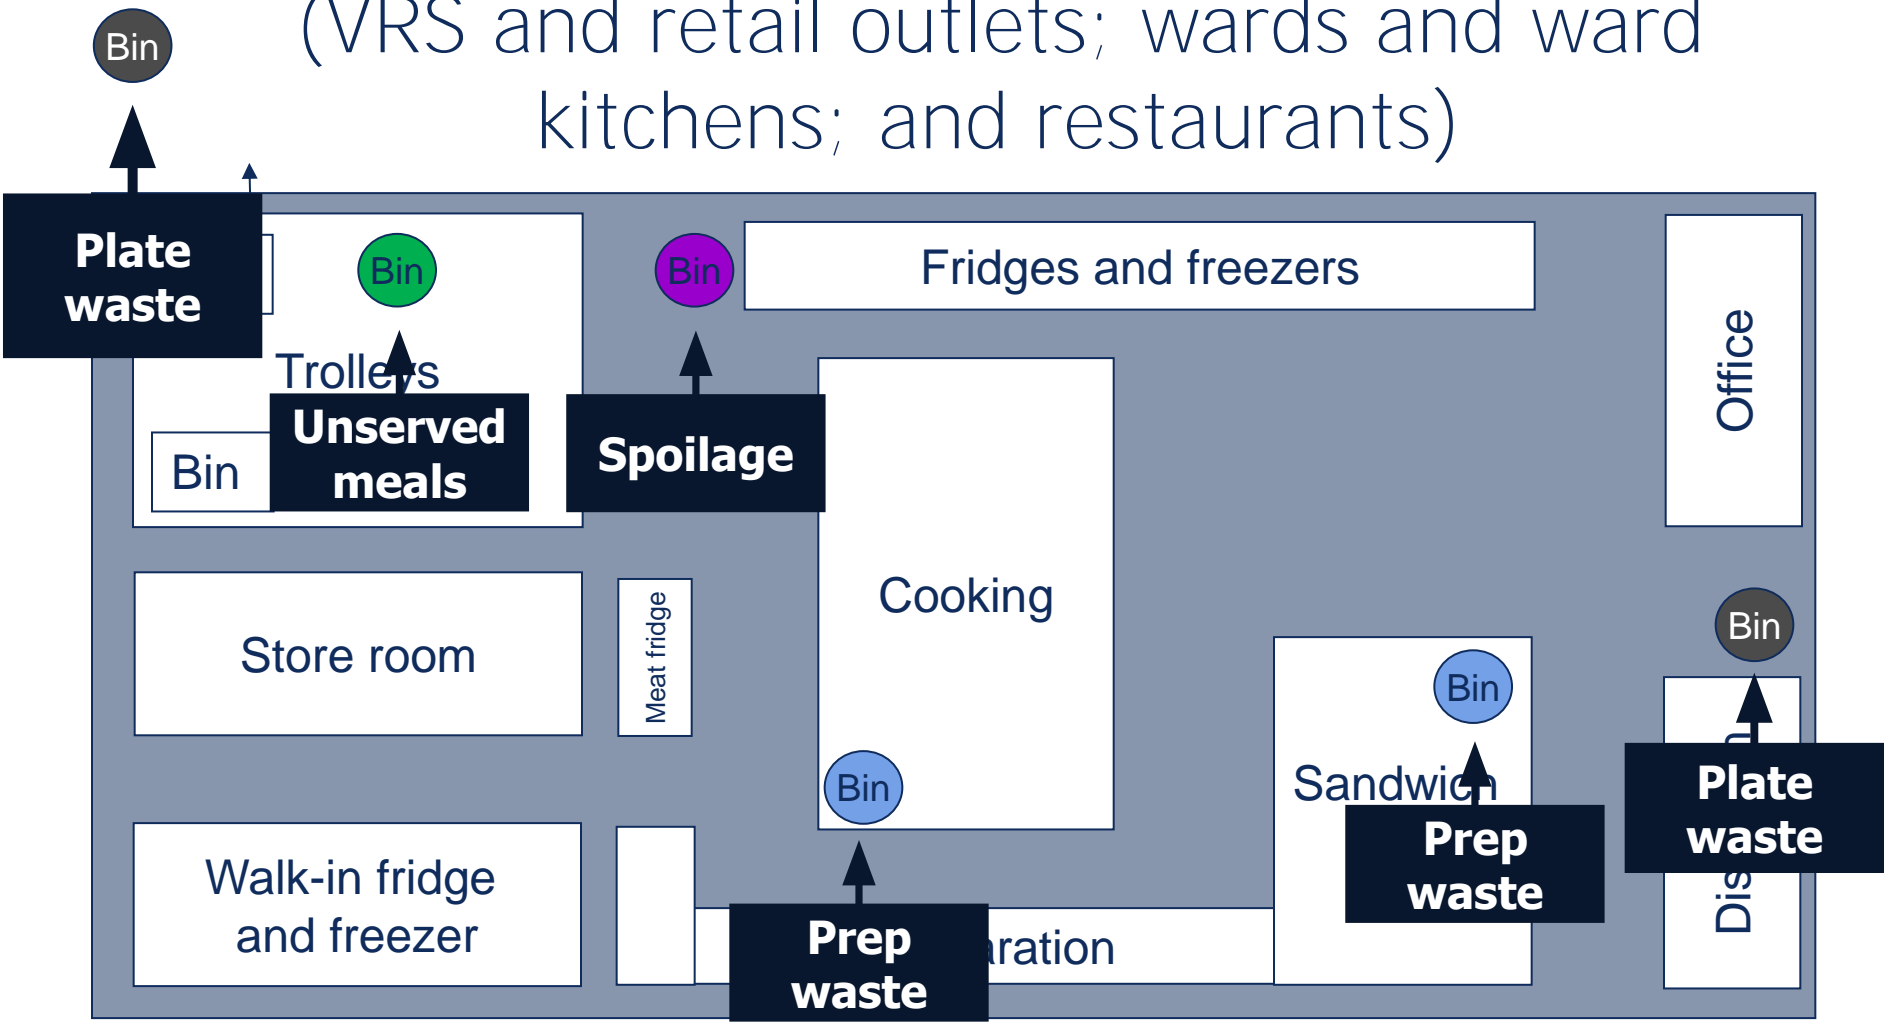 (VRS and retail outlets; wards and ward
kitchens; and restaurants)
Bin
Plate
waste
Bin
Trolleys
Unserved
meals
Bin
Bin
Spoilage
Fridges and freezers
Office
Cooking
Store room
Meat fridge
Bin
Bin
Sandwich
Bin
Plate
waste
Prep
waste
Walk-in fridge
and freezer
Prep
waste
aration
Dis